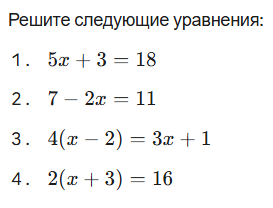 Решите следующие уравнения:
1. 5x + 3 = 18
2. 7 − 2x = 11
3. 4(x − 2) = 3x + 1
4. 2(x + 3) = 16